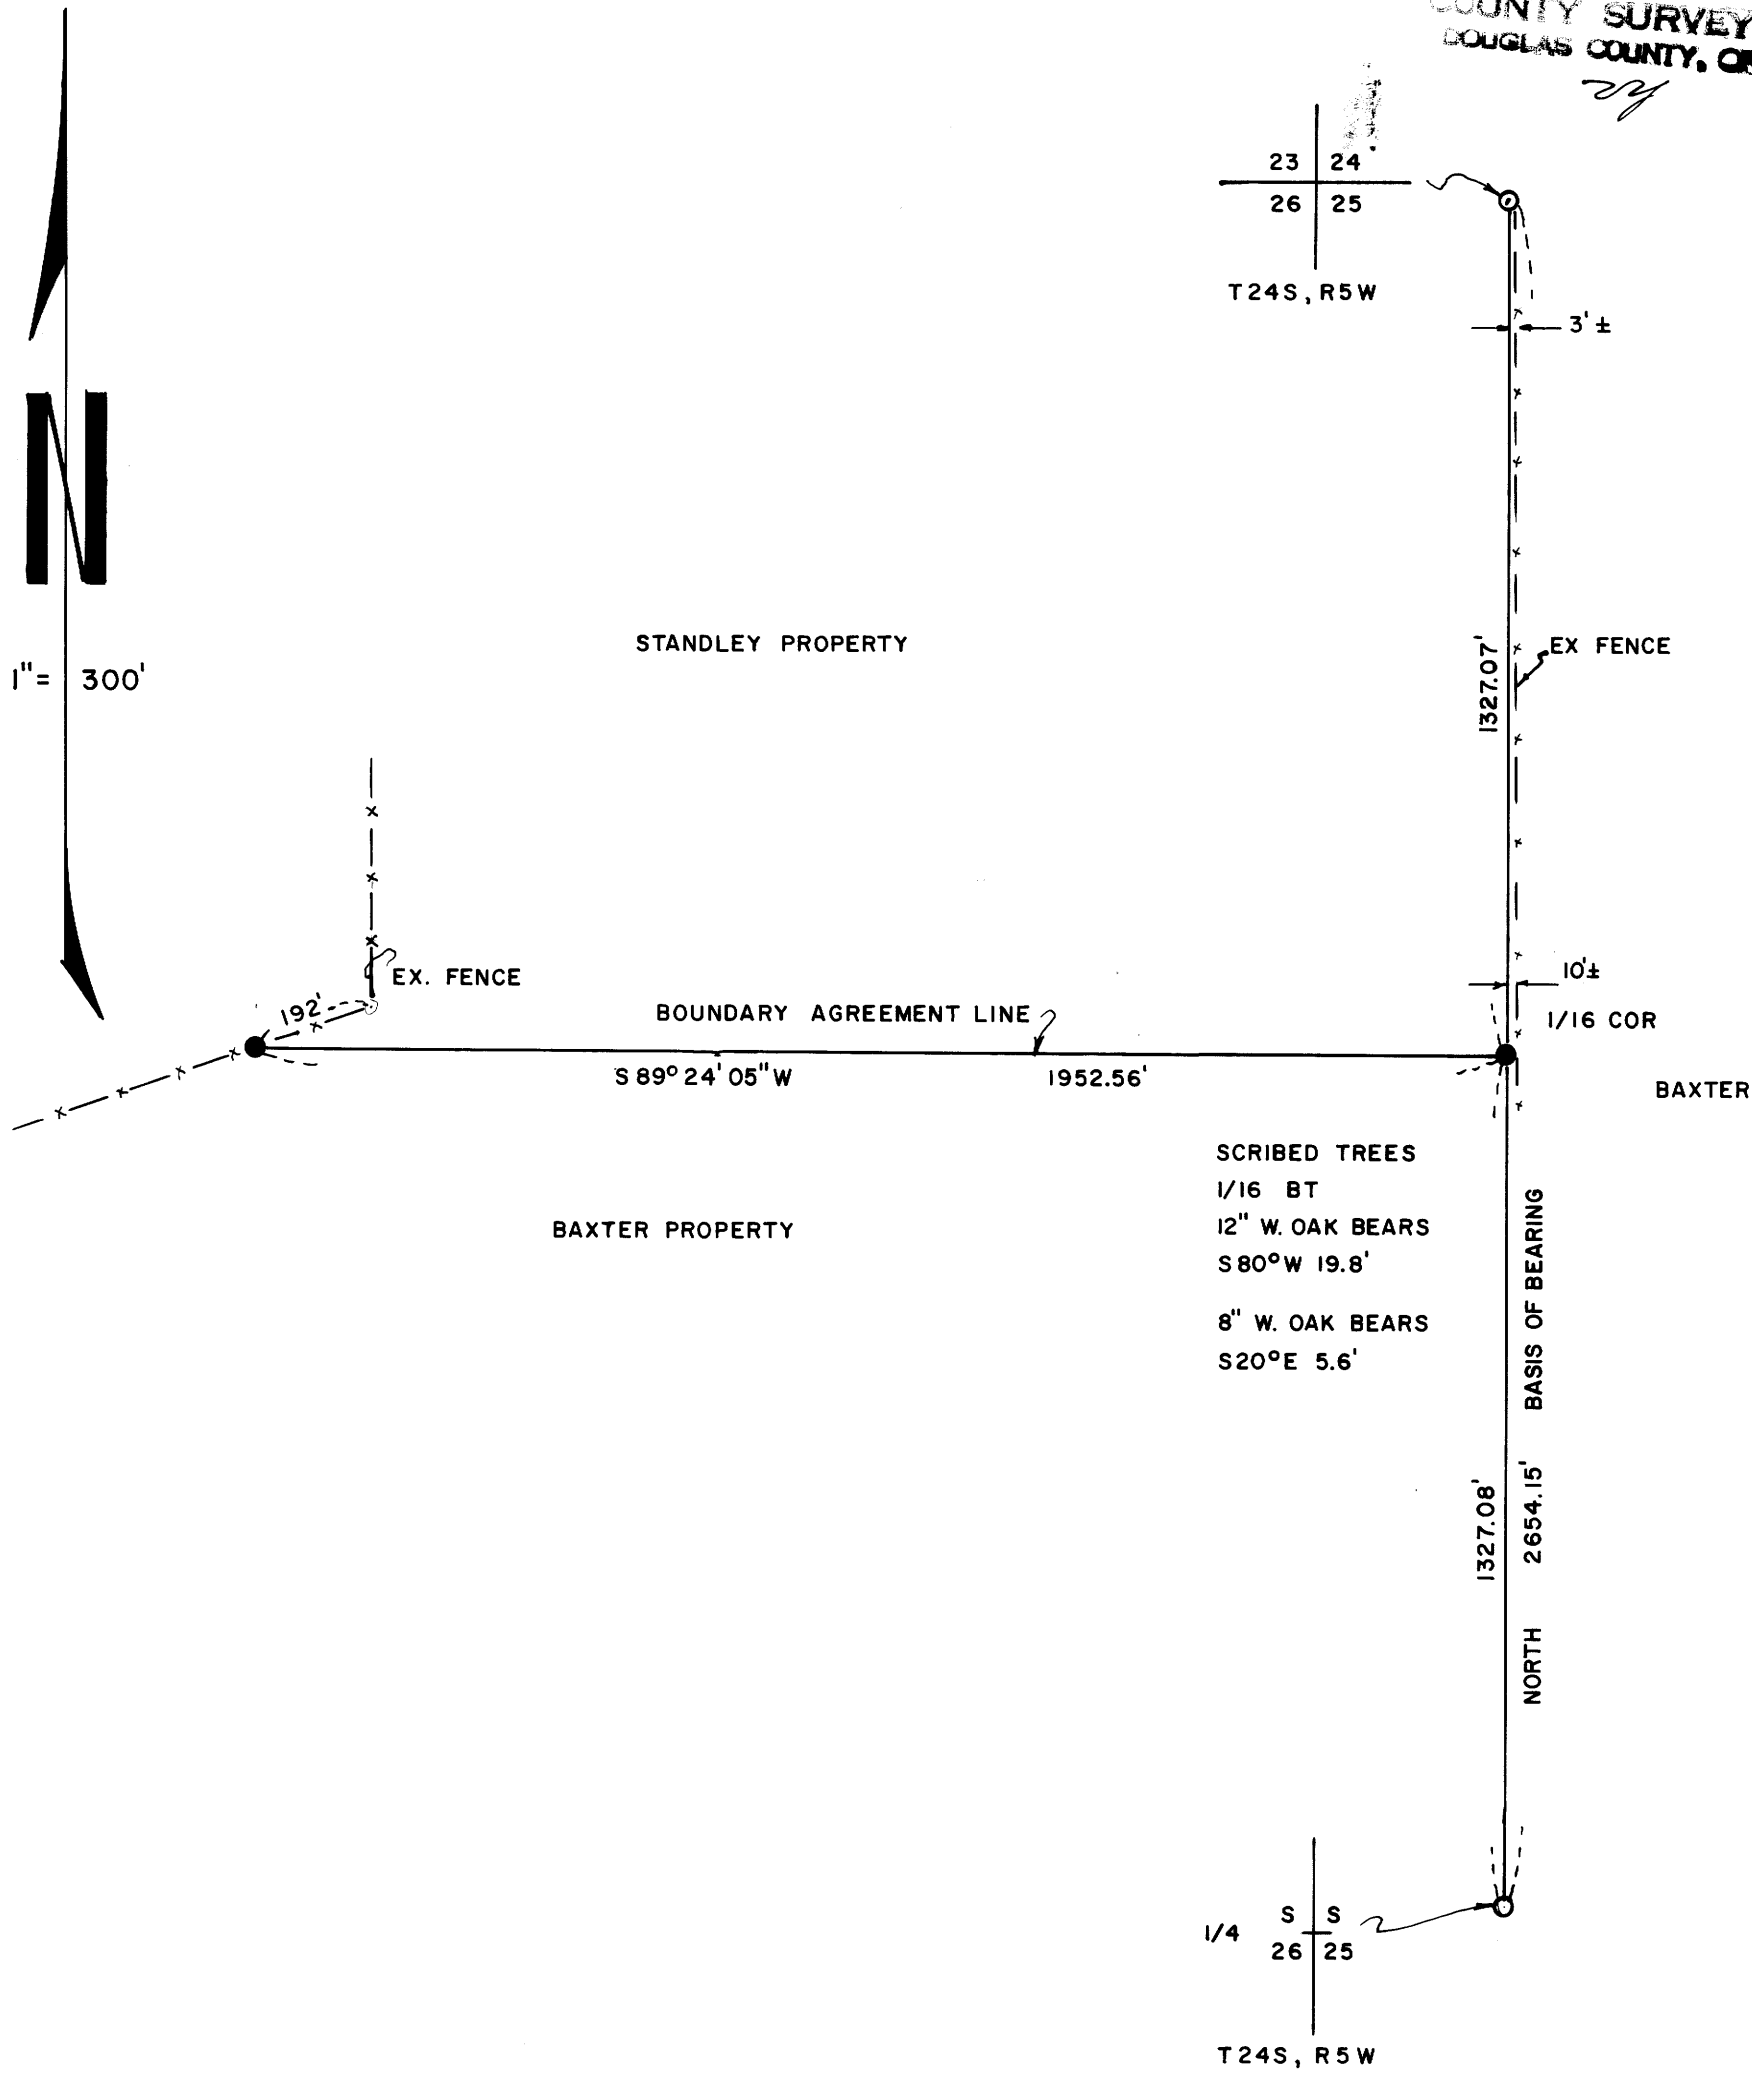 COUNTY SURVEY
DOUGLAS COUNTY, OR
23 24
26 25
T24S, R5W
3'±
N
1"= 300'
STANDLEY PROPERTY
1327.07'
EX FENCE
EX. FENCE
192'
BOUNDARY AGREEMENT LINE
10'±
1/16 COR
S 89° 24' 05" W 1952.56'
BAXTER
SCRIBED TREES
1/16 BT
12" W. OAK BEARS
S 80° W 19.8'
8" W. OAK BEARS
S 20° E 5.6'
BAXTER PROPERTY
1327.08'
NORTH 2654.15' BASIS OF BEARING
S S
1/4
26 25
T24S, R5W